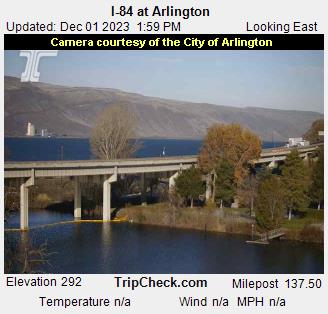 I-84 at Arlington
Updated: Dec 01 2023 1:59 PM Looking East
Camera courtesy of the City of Arlington
Elevation 292 TripCheck.com Milepost 137.50
Temperature n/a Wind n/a MPH n/a